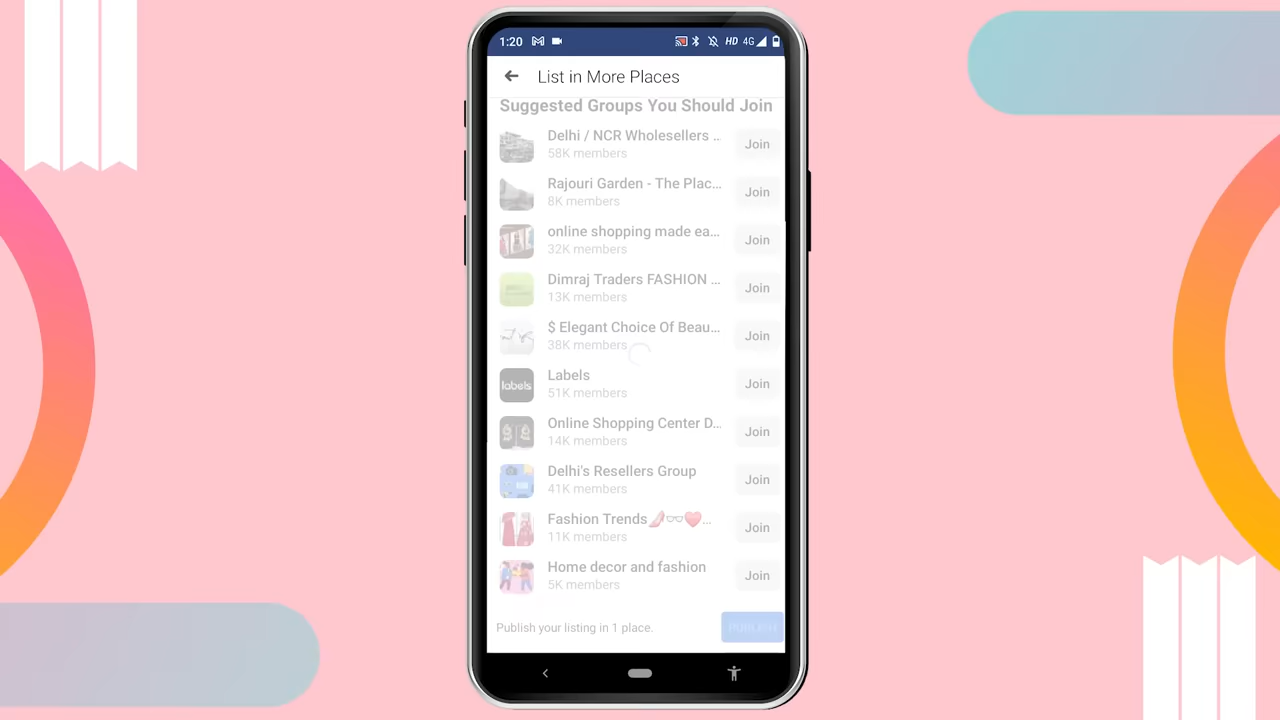 1:20 HD 4G
List in More Places
Suggested Groups You Should Join
Delhi / NCR Wholesellers ...
58K members
Join
Rajouri Garden - The Plac...
8K members
Join
online shopping made ea...
32K members
Join
Dimraj Traders FASHION ...
13K members
Join
$ Elegant Choice Of Beau...
38K members
Join
labels
Labels
51K members
Join
Online Shopping Center D...
14K members
Join
Delhi's Resellers Group
41K members
Join
Fashion Trends👠👓❤️...
11K members
Join
Home decor and fashion
5K members
Join
Publish your listing in 1 place.
PUBLISH